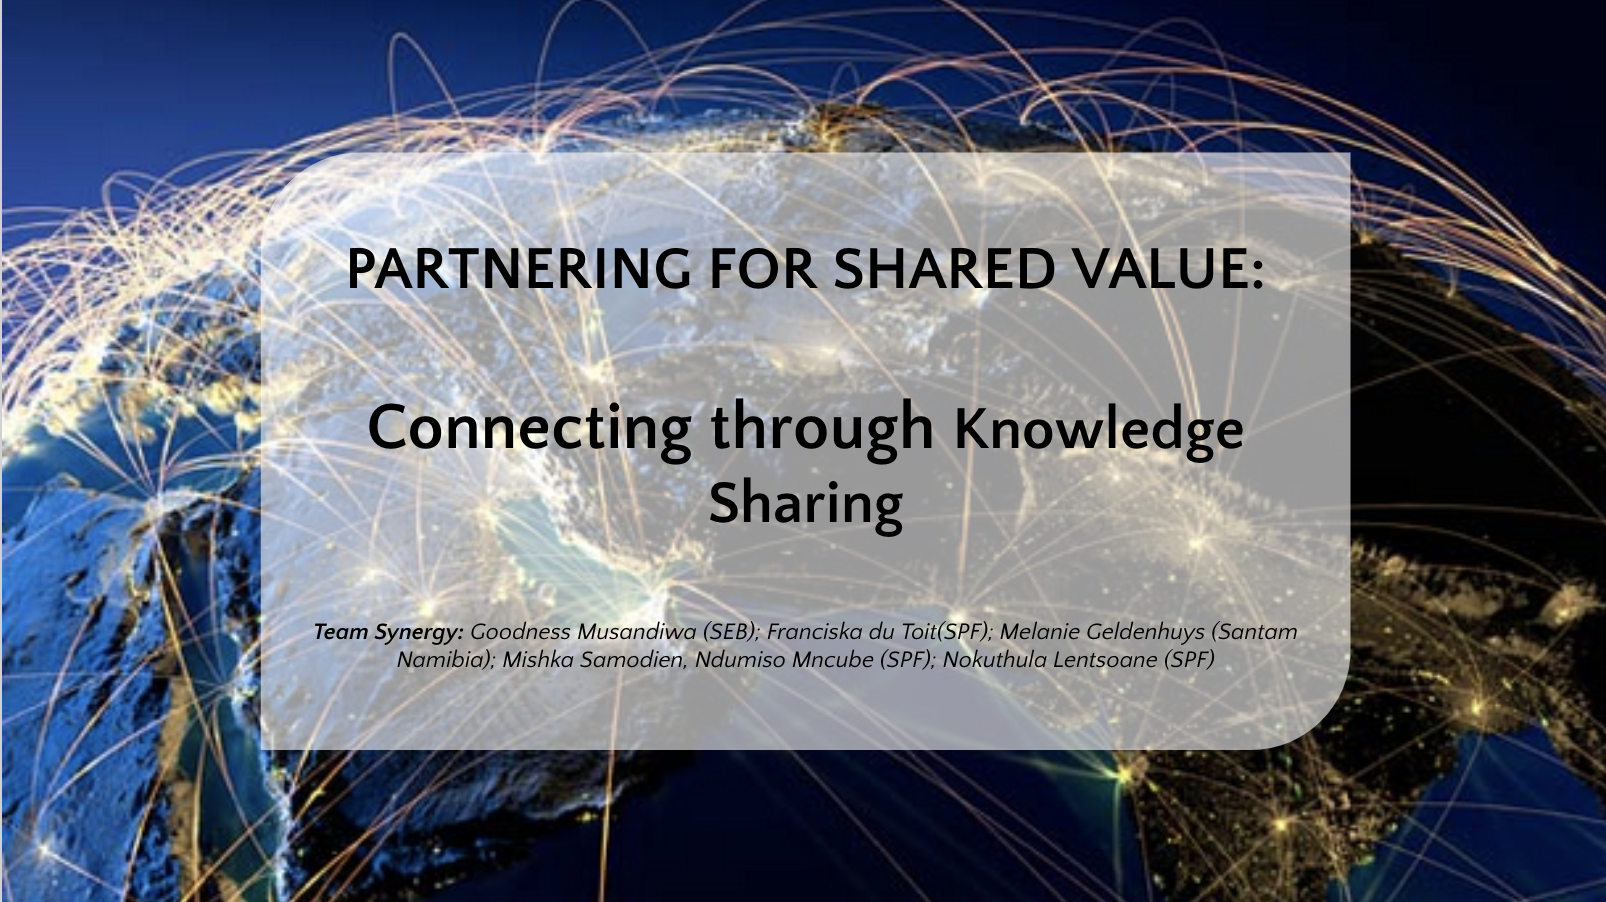 PARTNERING FOR SHARED VALUE:
Connecting through Knowledge
Sharing
Team Synergy: Goodness Musandiwa (SEB); Franciska du Toit(SPF); Melanie Geldenhuys (Santam
Namibia); Mishka Samodien, Ndumiso Mncube (SPF); Nokuthula Lentsoane (SPF)